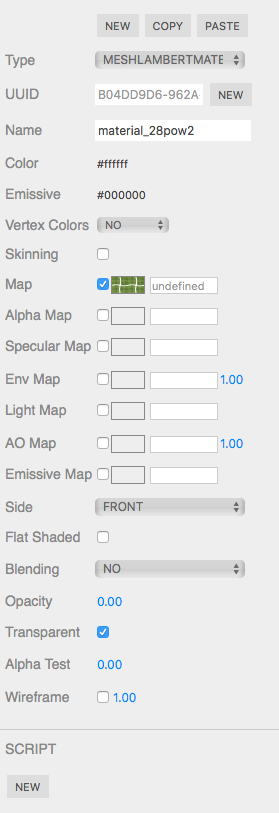 NEW COPY PASTE
Type MESHLAMBERTMATE
UUID B04DD9D6-962A- NEW
Name material_28pow2
Color #ffffff
Emissive #000000
Vertex Colors NO
Skinning
Map undefined
Alpha Map
Specular Map
Env Map 1.00
Light Map
AO Map 1.00
Emissive Map
Side FRONT
Flat Shaded
Blending NO
Opacity 0.00
Transparent
Alpha Test 0.00
Wireframe 1.00
SCRIPT
NEW